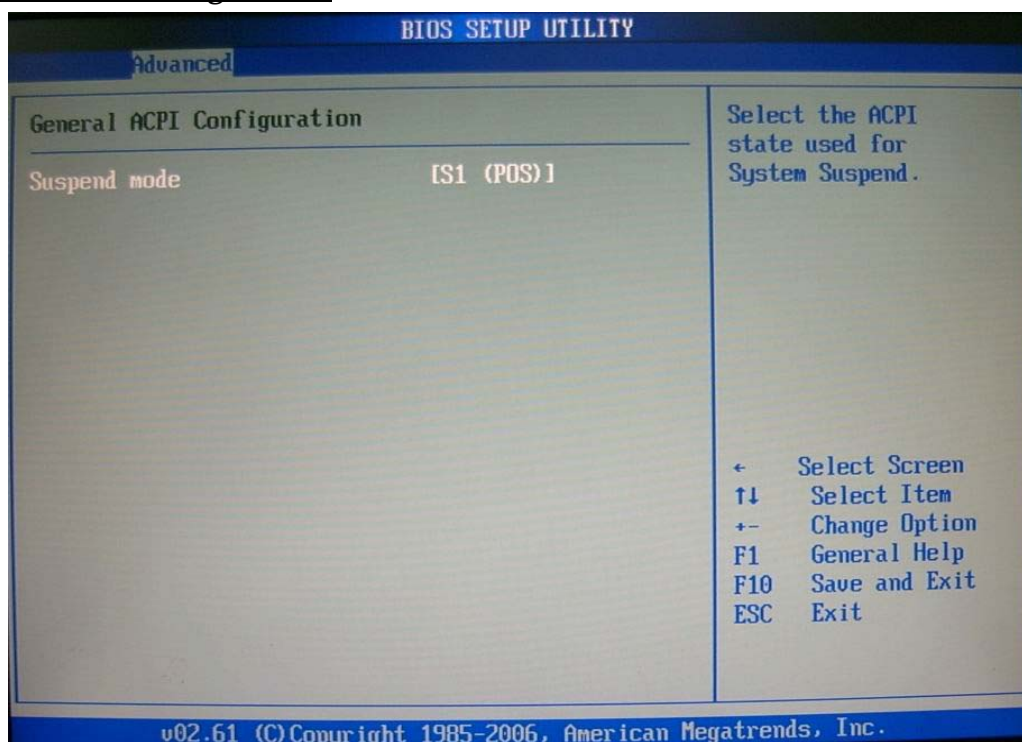 BIOS SETUP UTILITY
Advanced
General ACPI Configuration
Suspend mode [S1 (POS)]
Select the ACPI
state used for
System Suspend.
← Select Screen
↑↓ Select Item
+- Change Option
F1 General Help
F10 Save and Exit
ESC Exit
v02.61 (C)Copyright 1985-2006, American Megatrends, Inc.